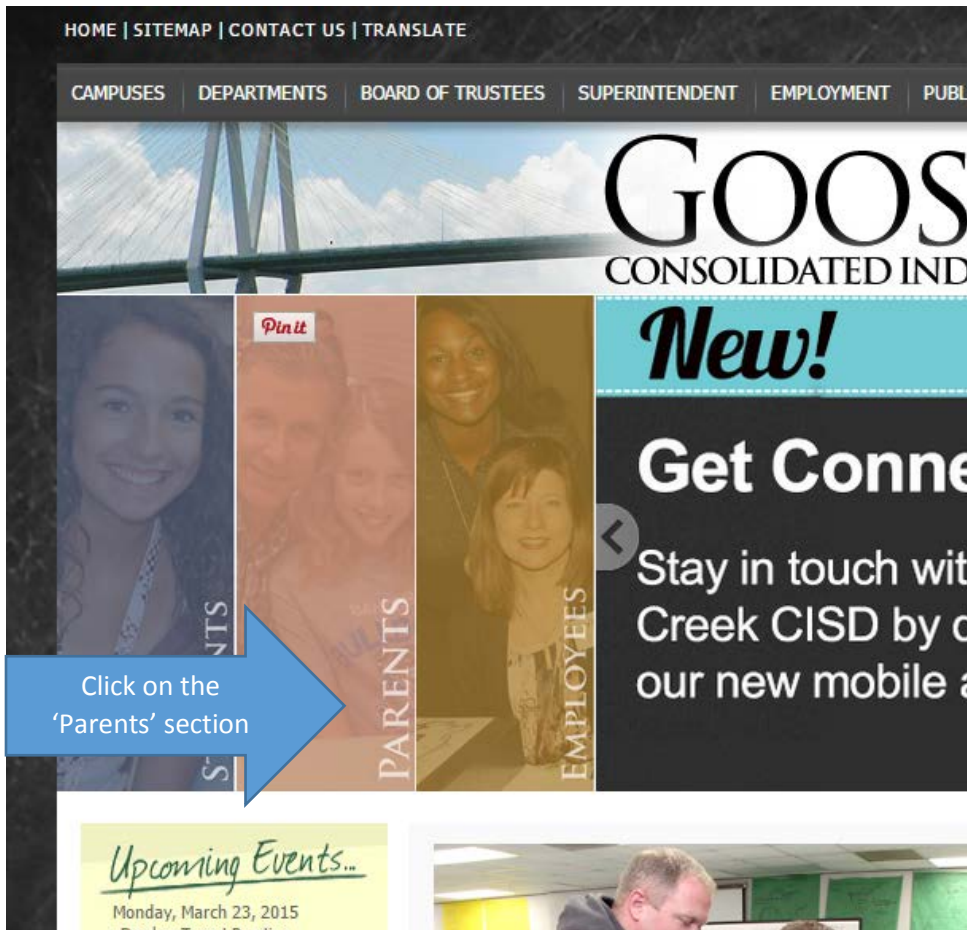 HOME | SITEMAP | CONTACT US | TRANSLATE
CAMPUSES DEPARTMENTS BOARD OF TRUSTEES SUPERINTENDENT EMPLOYMENT PUBL
GOOS
CONSOLIDATED IND
Pin it
New!
Get Conne
Stay in touch wit
Creek CISD by
our new mobile a
PARENTS
EMPLOYEES
Click on the
‘Parents’ section
Upcoming Events...
Monday, March 23, 2015